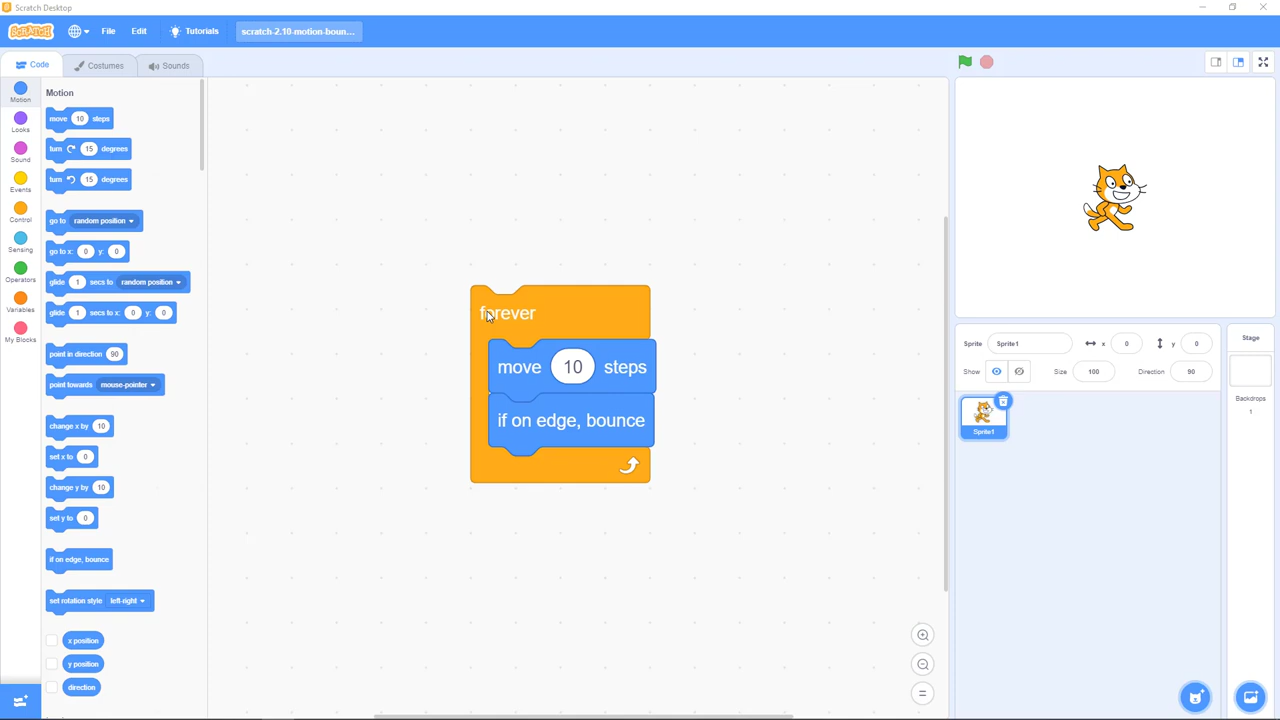 Scratch Desktop
SCRATCH File Edit Tutorials scratch-2.10-motion-boun...
Code Costumes Sounds
Motion
Looks
Sound
Events
Control
Sensing
Operators
Variables
My Blocks
Motion
move 10 steps
turn 15 degrees
turn 15 degrees
go to random position
go to x: 0 y: 0
glide 1 secs to random position
glide 1 secs to x: 0 y: 0
point in direction 90
point towards mouse-pointer
change x by 10
set x to 0
change y by 10
set y to 0
if on edge, bounce
set rotation style left-right
x position
y position
direction
forever
move 10 steps
if on edge, bounce
Sprite Sprite1 x 0 y 0
Show Size 100 Direction 90
Sprite1
Stage
Backdrops
1